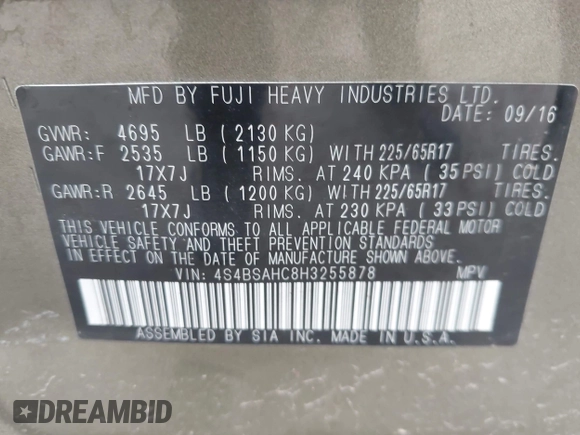 MFD BY FUJI HEAVY INDUSTRIES LTD.
DATE: 09/16
GVWR: 4695 LB (2130 KG)
GAWR:F 2535 LB (1150 KG) WITH 225/65R17 TIRES.
17X7J RIMS. AT 240 KPA (35 PSI) COLD
GAWR:R 2645 LB (1200 KG) WITH 225/65R17 TIRES.
17X7J RIMS. AT 230 KPA (33 PSI) COLD
THIS VEHICLE CONFORMS TO ALL APPLICABLE FEDERAL MOTOR
VEHICLE SAFETY AND THEFT PREVENTION STANDARDS
IN EFFECT ON THE DATE OF MANUFACTURE SHOWN ABOVE.
VIN: 4S4BSAHC8H3255878 MPV
ASSEMBLED BY SIA INC. MADE IN U.S.A.
DREAMBID